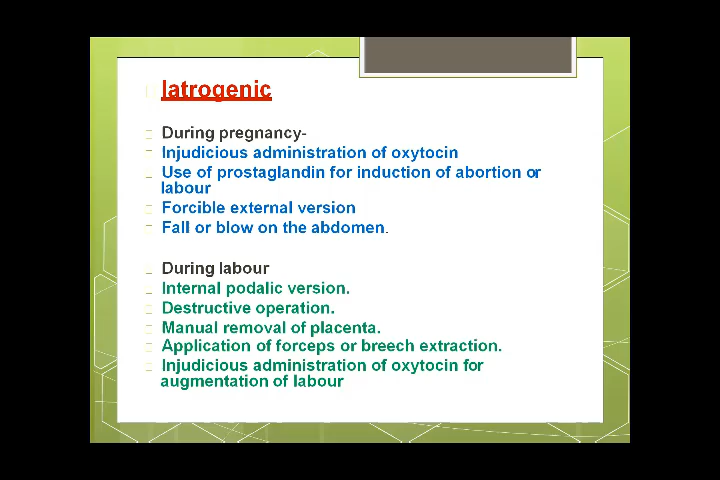 Iatrogenic
During pregnancy-
Injudicious administration of oxytocin
Use of prostaglandin for induction of abortion or
labour
Forcible external version
Fall or blow on the abdomen.
During labour
Internal podalic version.
Destructive operation.
Manual removal of placenta.
Application of forceps or breech extraction.
Injudicious administration of oxytocin for
augmentation of labour